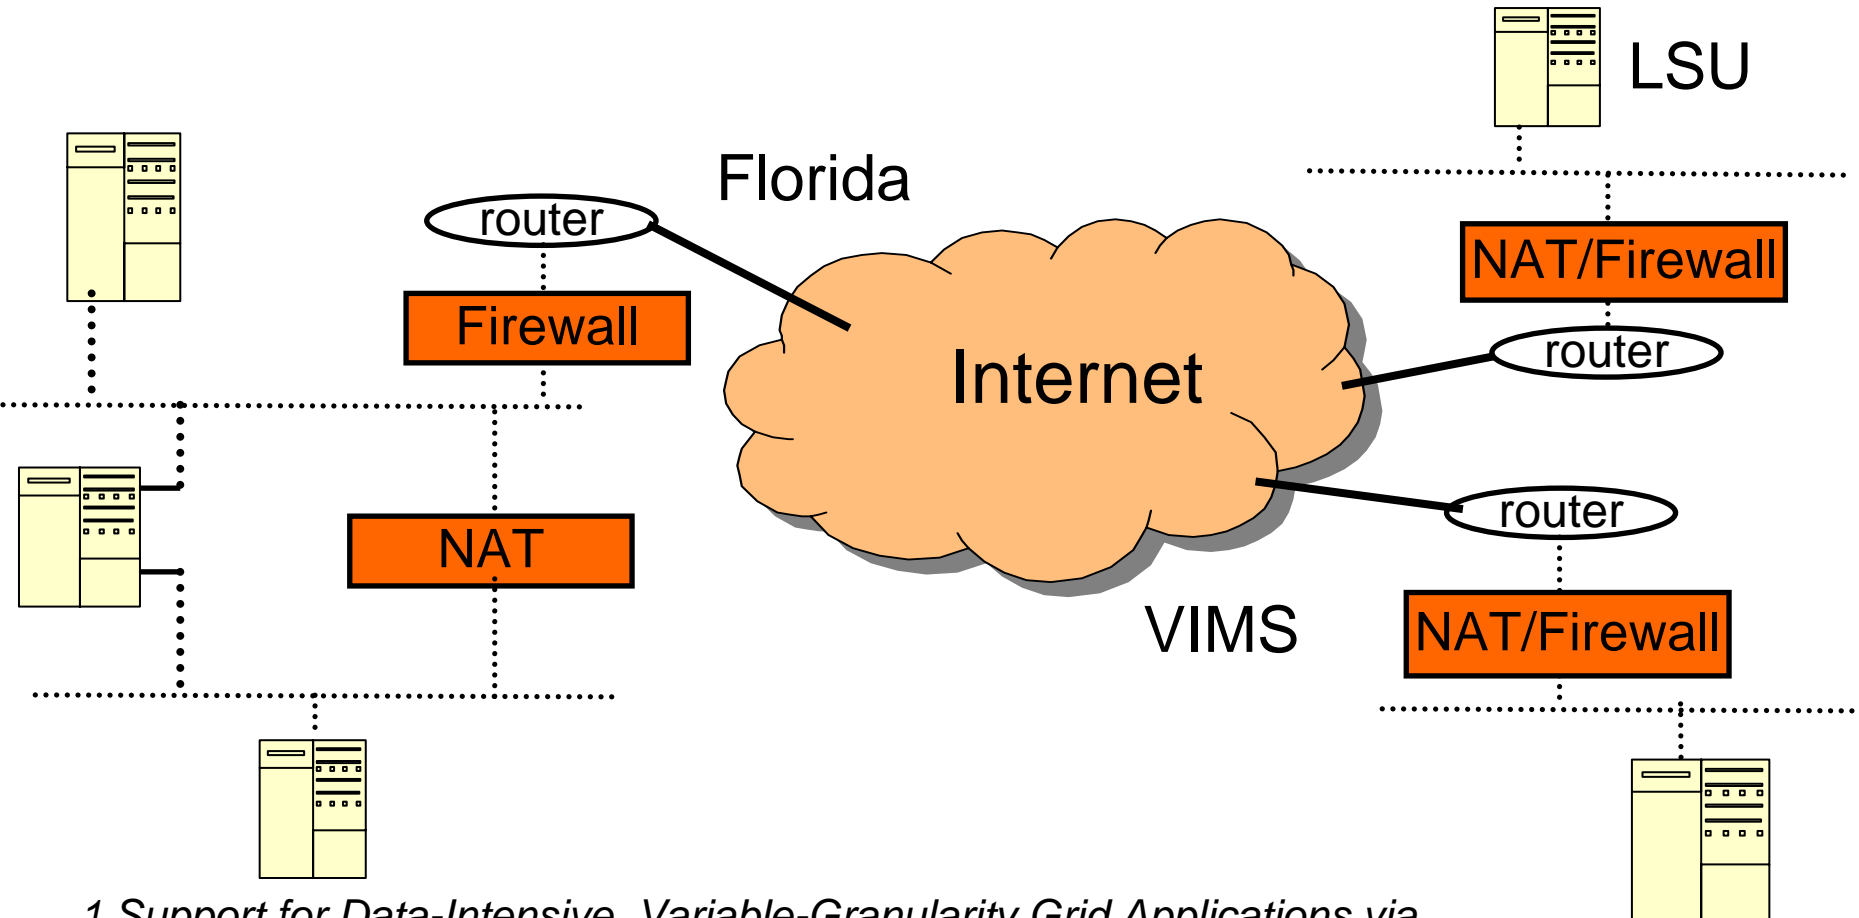 LSU
Florida
router
NAT/Firewall
Firewall
router
Internet
router
NAT
VIMS
NAT/Firewall
1 Support for Data-Intensive, Variable-Granularity Grid Applications via